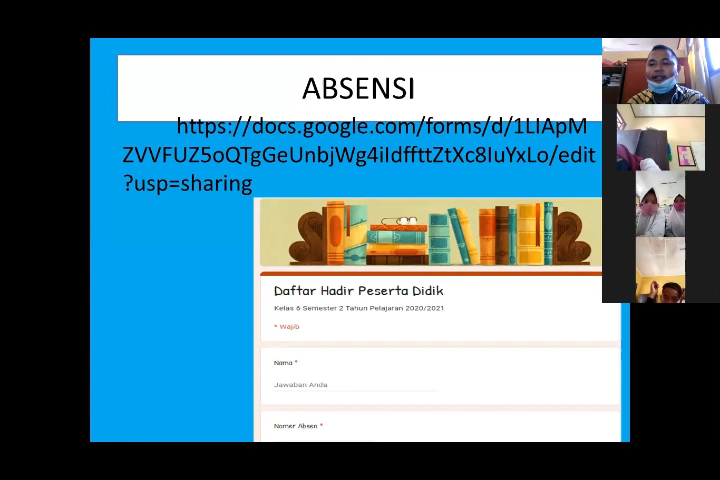 ABSENSI
https://docs.google.com/forms/d/1LIApM
ZVVFUZ5oQTgGeUnbjWg4iIdffttZtXc8IuYxLo/edit
?usp=sharing
Daftar Hadir Peserta Didik
Kelas 6 Semester 2 Tahun Pelajaran 2020/2021
* Wajib
Nama *
Jawaban Anda
Nomer Absen *